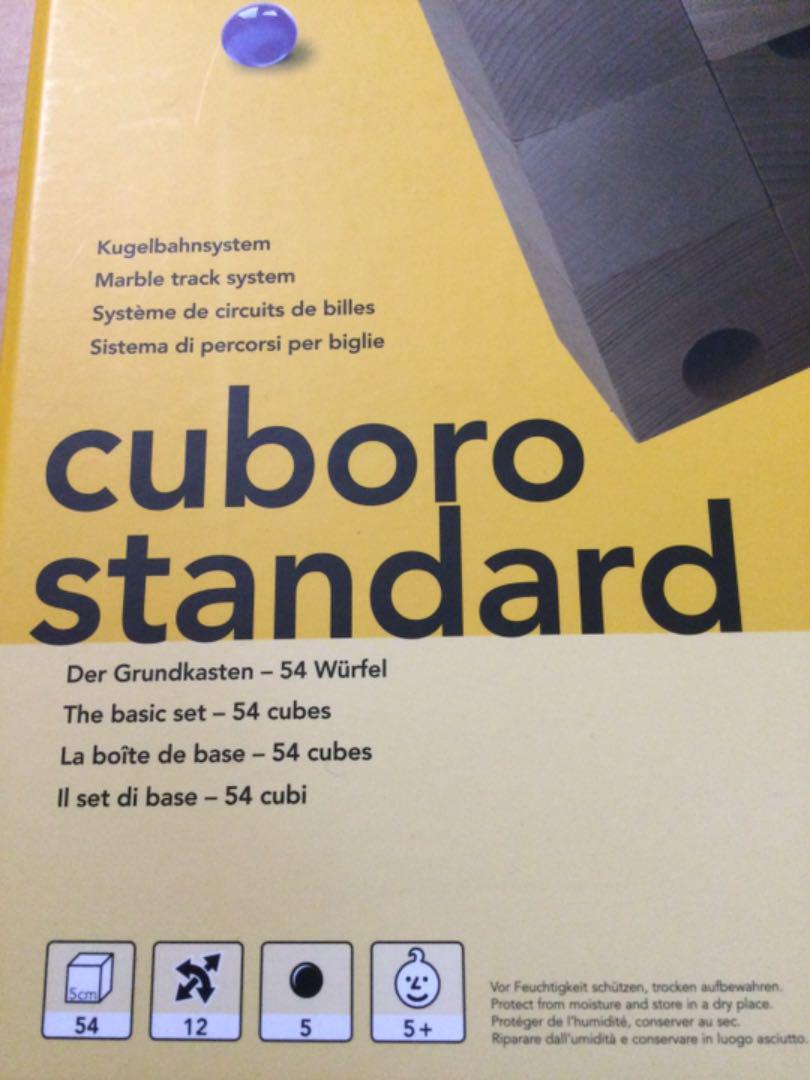 Kugelbahnsystem
Marble track system
Système de circuits de billes
Sistema di percorsi per biglie
cuboro
standard
Der Grundkasten – 54 Würfel
The basic set – 54 cubes
La boîte de base – 54 cubes
Il set di base – 54 cubi
5cm
54
12
5
5+
Vor Feuchtigkeit schützen, trocken aufbewahren.
Protect from moisture and store in a dry place.
Protéger de l'humidité, conserver au sec.
Riparare dall'umidità e conservare in luogo asciutto.